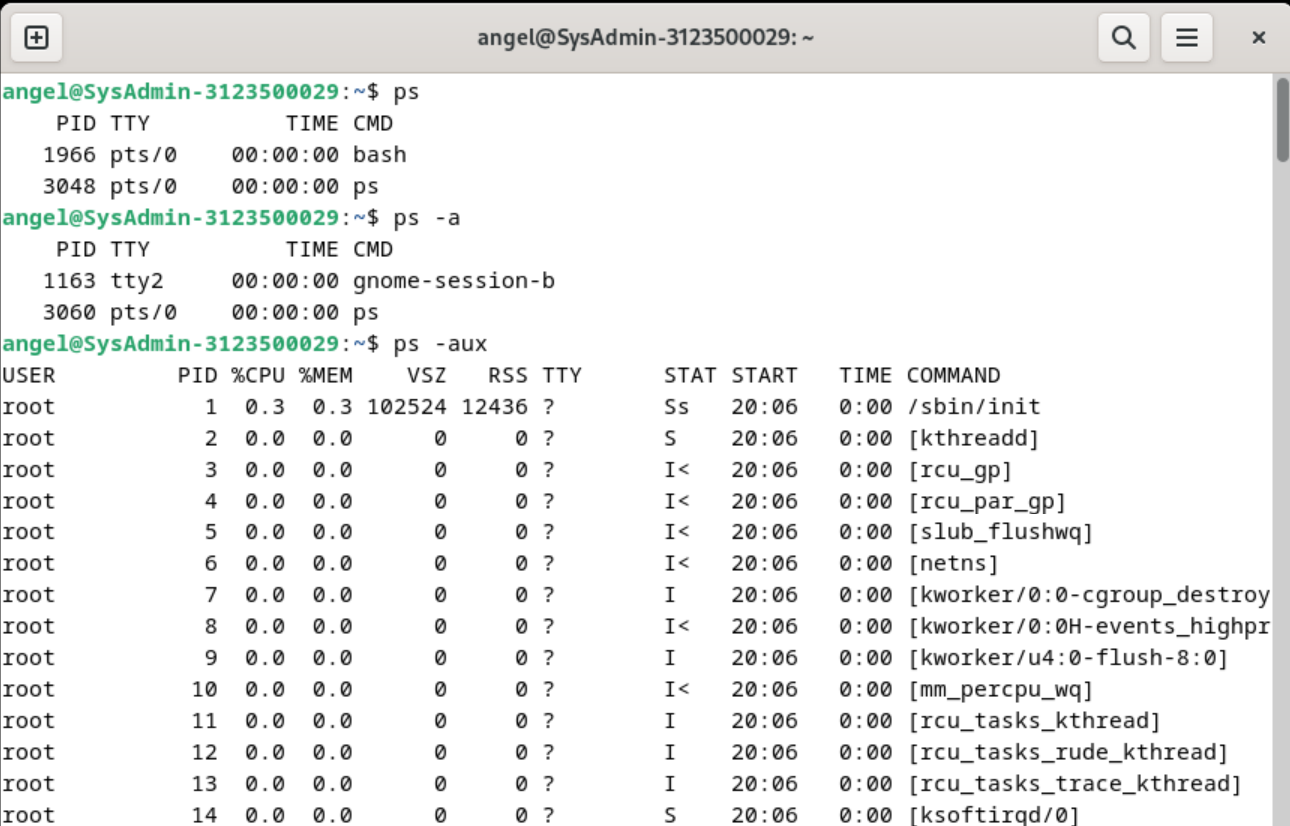 angel@SysAdmin-3123500029: ~
angel@SysAdmin-3123500029:~$ ps
    PID TTY          TIME CMD
   1966 pts/0    00:00:00 bash
   3048 pts/0    00:00:00 ps
angel@SysAdmin-3123500029:~$ ps -a
    PID TTY          TIME CMD
   1163 tty2     00:00:00 gnome-session-b
   3060 pts/0    00:00:00 ps
angel@SysAdmin-3123500029:~$ ps -aux
USER         PID %CPU %MEM    VSZ   RSS TTY      STAT START   TIME COMMAND
root           1  0.3  0.3 102524 12436 ?        Ss   20:06   0:00 /sbin/init
root           2  0.0  0.0      0     0 ?        S    20:06   0:00 [kthreadd]
root           3  0.0  0.0      0     0 ?        I<   20:06   0:00 [rcu_gp]
root           4  0.0  0.0      0     0 ?        I<   20:06   0:00 [rcu_par_gp]
root           5  0.0  0.0      0     0 ?        I<   20:06   0:00 [slub_flushwq]
root           6  0.0  0.0      0     0 ?        I<   20:06   0:00 [netns]
root           7  0.0  0.0      0     0 ?        I    20:06   0:00 [kworker/0:0-cgroup_destroy
root           8  0.0  0.0      0     0 ?        I<   20:06   0:00 [kworker/0:0H-events_highpr
root           9  0.0  0.0      0     0 ?        I    20:06   0:00 [kworker/u4:0-flush-8:0]
root          10  0.0  0.0      0     0 ?        I<   20:06   0:00 [mm_percpu_wq]
root          11  0.0  0.0      0     0 ?        I    20:06   0:00 [rcu_tasks_kthread]
root          12  0.0  0.0      0     0 ?        I    20:06   0:00 [rcu_tasks_rude_kthread]
root          13  0.0  0.0      0     0 ?        I    20:06   0:00 [rcu_tasks_trace_kthread]
root          14  0.0  0.0      0     0 ?        S    20:06   0:00 [ksoftirqd/0]